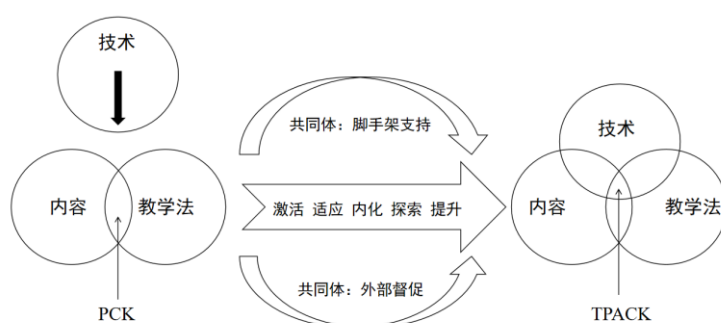 技术
内容
教学法
PCK
共同体：脚手架支持
激活 适应 内化 探索 提升
共同体：外部督促
技术
内容
教学法
TPACK